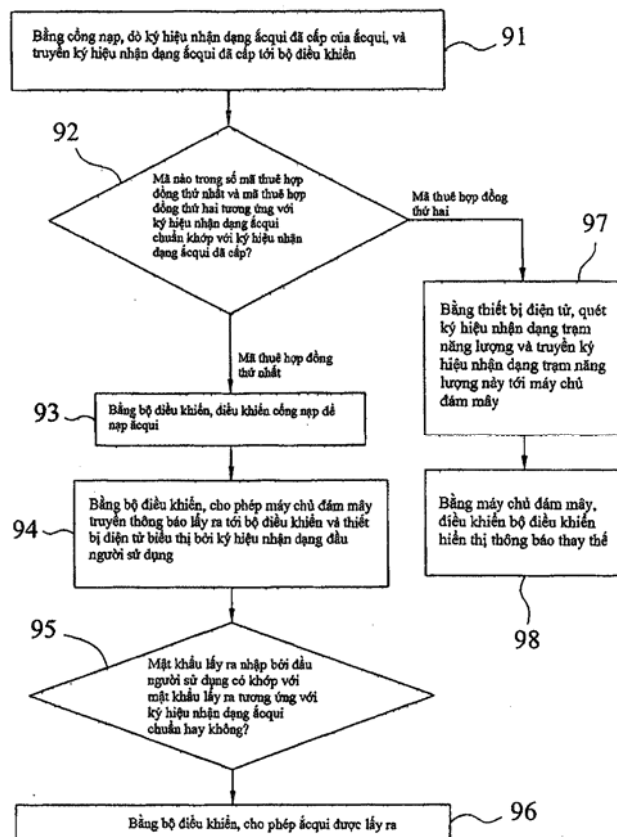 91
Bằng cổng nạp, dò ký hiệu nhận dạng ắcqui đã cấp của ắcqui, và
truyền ký hiệu nhận dạng ắcqui đã cấp tới bộ điều khiển
92
Mã nào trong số mã thuê hợp
đồng thứ nhất và mã thuê hợp
đồng thứ hai tương ứng với
ký hiệu nhận dạng ắcqui
chuẩn khớp với ký hiệu nhận
dạng ắcqui đã cấp?
Mã thuê hợp đồng
thứ hai
97
Bằng thiết bị điện tử, quét
ký hiệu nhận dạng trạm
năng lượng và truyền ký
hiệu nhận dạng trạm năng
lượng này tới máy chủ
đám mây
Mã thuê hợp đồng
thứ nhất
93
Bằng bộ điều khiển, điều khiển cổng nạp để
nạp ắcqui
94
Bằng bộ điều khiển, cho phép máy chủ đám mây
truyền thông báo lấy ra tới bộ điều khiển và thiết
bị điện tử biểu thị bởi ký hiệu nhận dạng đầu
người sử dụng
Bằng máy chủ đám mây,
điều khiển bộ điều khiển
hiển thị thông báo thay thế
98
95
Mật khẩu lấy ra nhập bởi đầu
người sử dụng có khớp với
mật khẩu lấy ra tương ứng với
ký hiệu nhận dạng ắcqui
chuẩn hay không?
96
Bằng bộ điều khiển, cho phép ắcqui được lấy ra